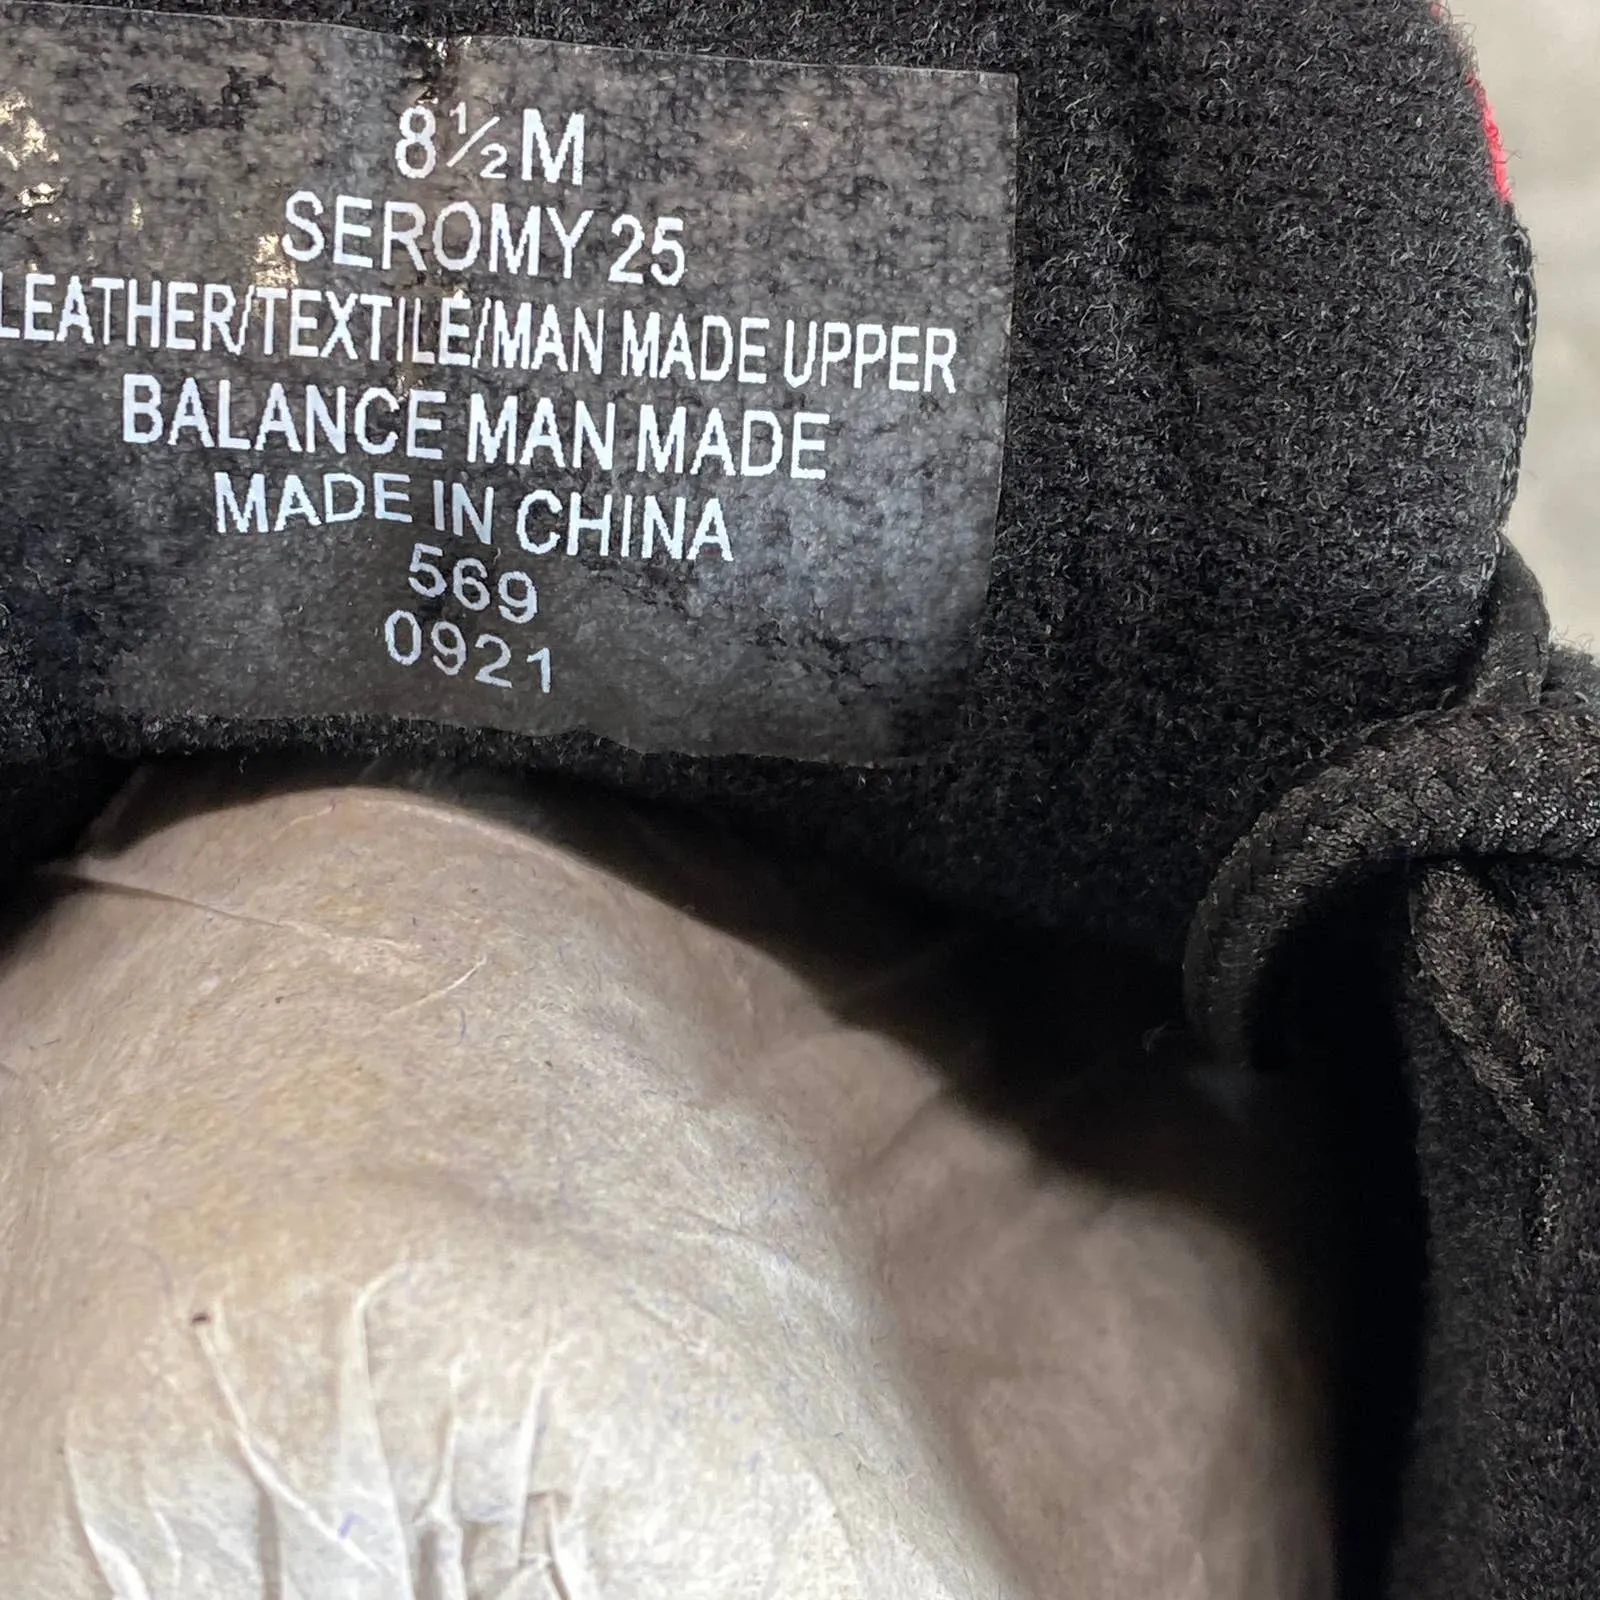 8½M
SEROMY 25
LEATHER/TEXTILE/MAN MADE UPPER
BALANCE MAN MADE
MADE IN CHINA
569
0921